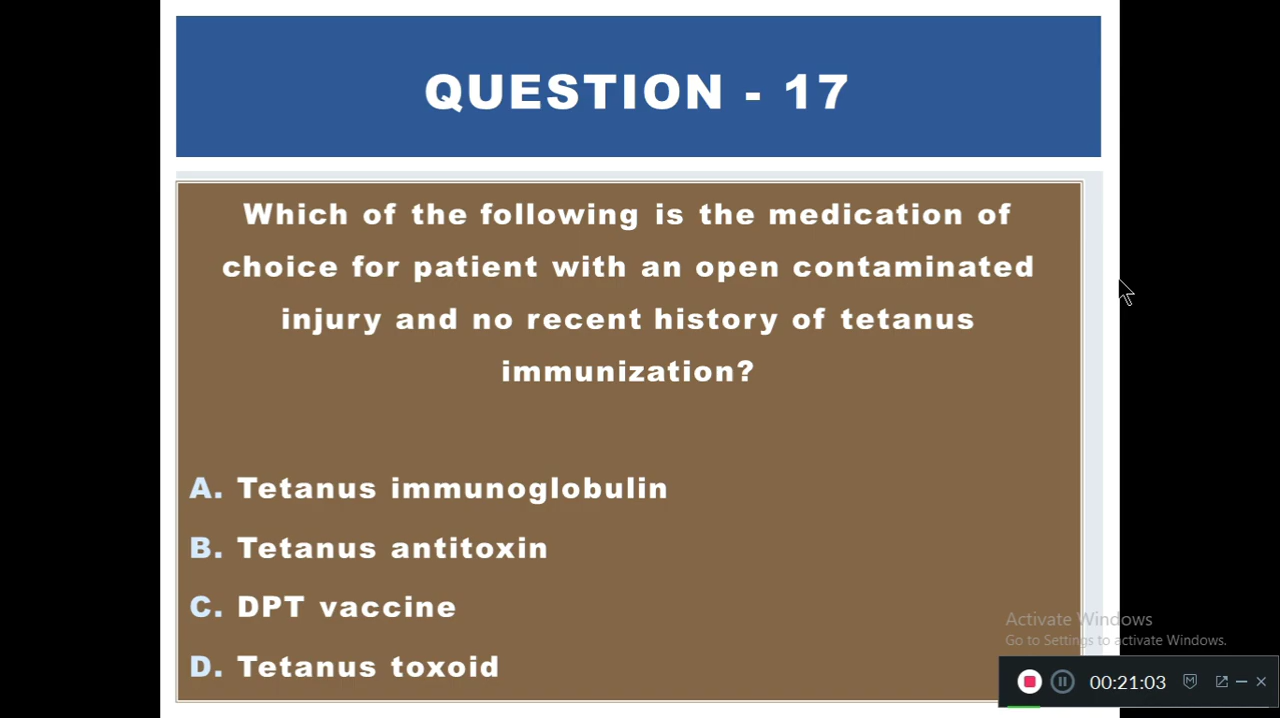 QUESTION - 17
Which of the following is the medication of
choice for patient with an open contaminated
injury and no recent history of tetanus
immunization?
A. Tetanus immunoglobulin
B. Tetanus antitoxin
C. DPT vaccine
D. Tetanus toxoid
Activate Windows
Go to Settings to activate Windows.
00:21:03